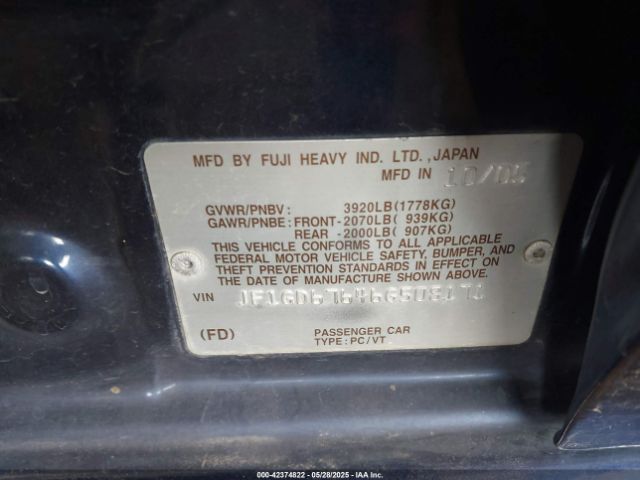 MFD BY FUJI HEAVY IND. LTD. ,JAPAN
MFD IN 10/05
GVWR/PNBV : 3920LB(1778KG)
GAWR/PNBE: FRONT-2070LB( 939KG)
REAR -2000LB( 907KG)
THIS VEHICLE CONFORMS TO ALL APPLICABLE
FEDERAL MOTOR VEHICLE SAFETY, BUMPER, AND
THEFT PREVENTION STANDARDS IN EFFECT ON
THE DATE OF MANUFACTURE SHOWN ABOVE.
VIN
(FD) PASSENGER CAR
TYPE:PC/VT
000-42374822 05/28/2025 IAA Inc.